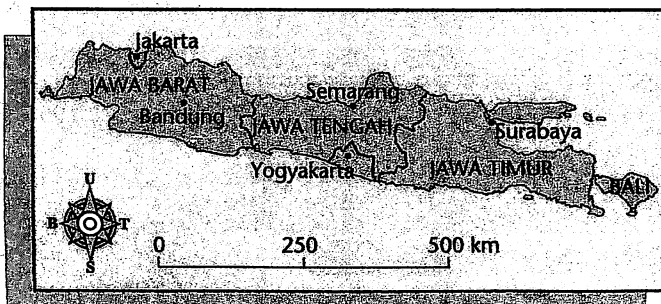 Jakarta
JAWA BARAT
Bandung
Semarang
JAWA TENGAH
Surabaya
Yogyakarta
JAWA TIMUR
BALI
U
B T
S
0 250 500 km